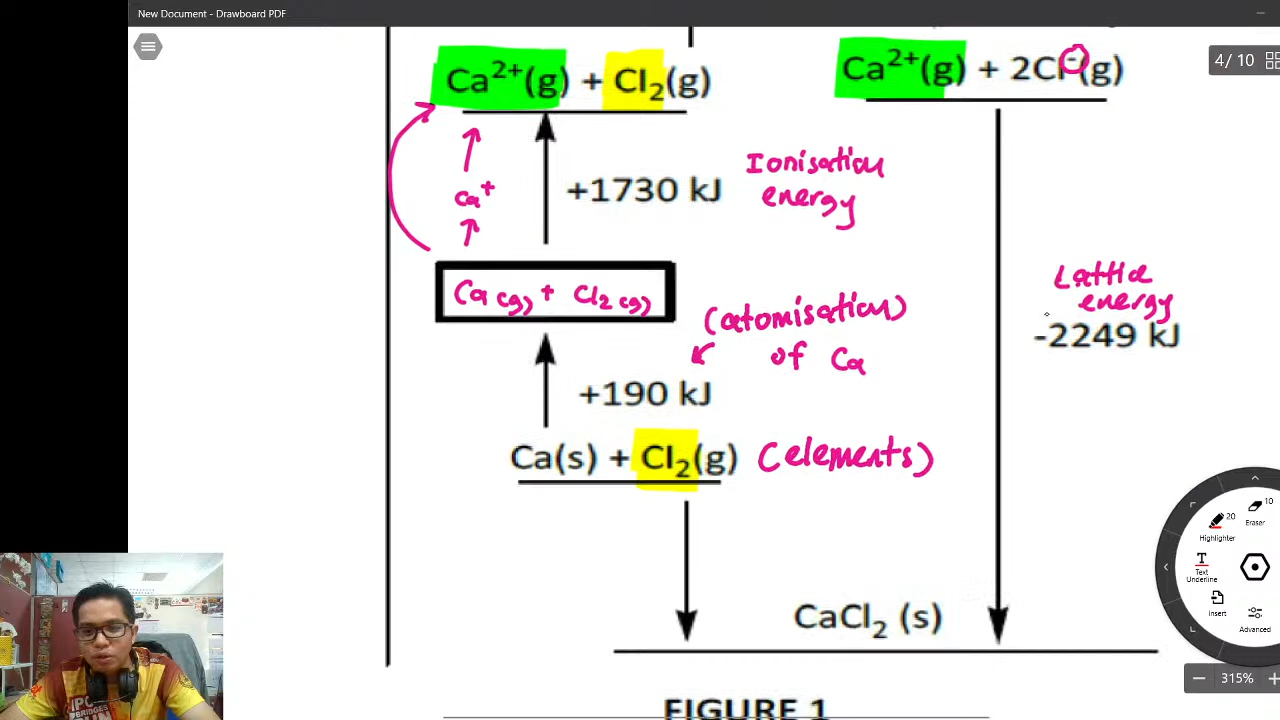 New Document - Drawboard PDF
4/10
Ca²⁺(g) + Cl₂(g)
Ca²⁺(g) + 2Cl⁻(g)
Ionisation
energy
+1730 kJ
Ca⁺
Ca(g) + Cl₂(g)
Lattice
energy
-2249 kJ
(atomisation)
of Ca
+190 kJ
Ca(s) + Cl₂(g) (elements)
CaCl₂ (s)
FIGURE 1
20
Highlighter
10
Eraser
T
Text
Underline
Insert
Advanced
315%